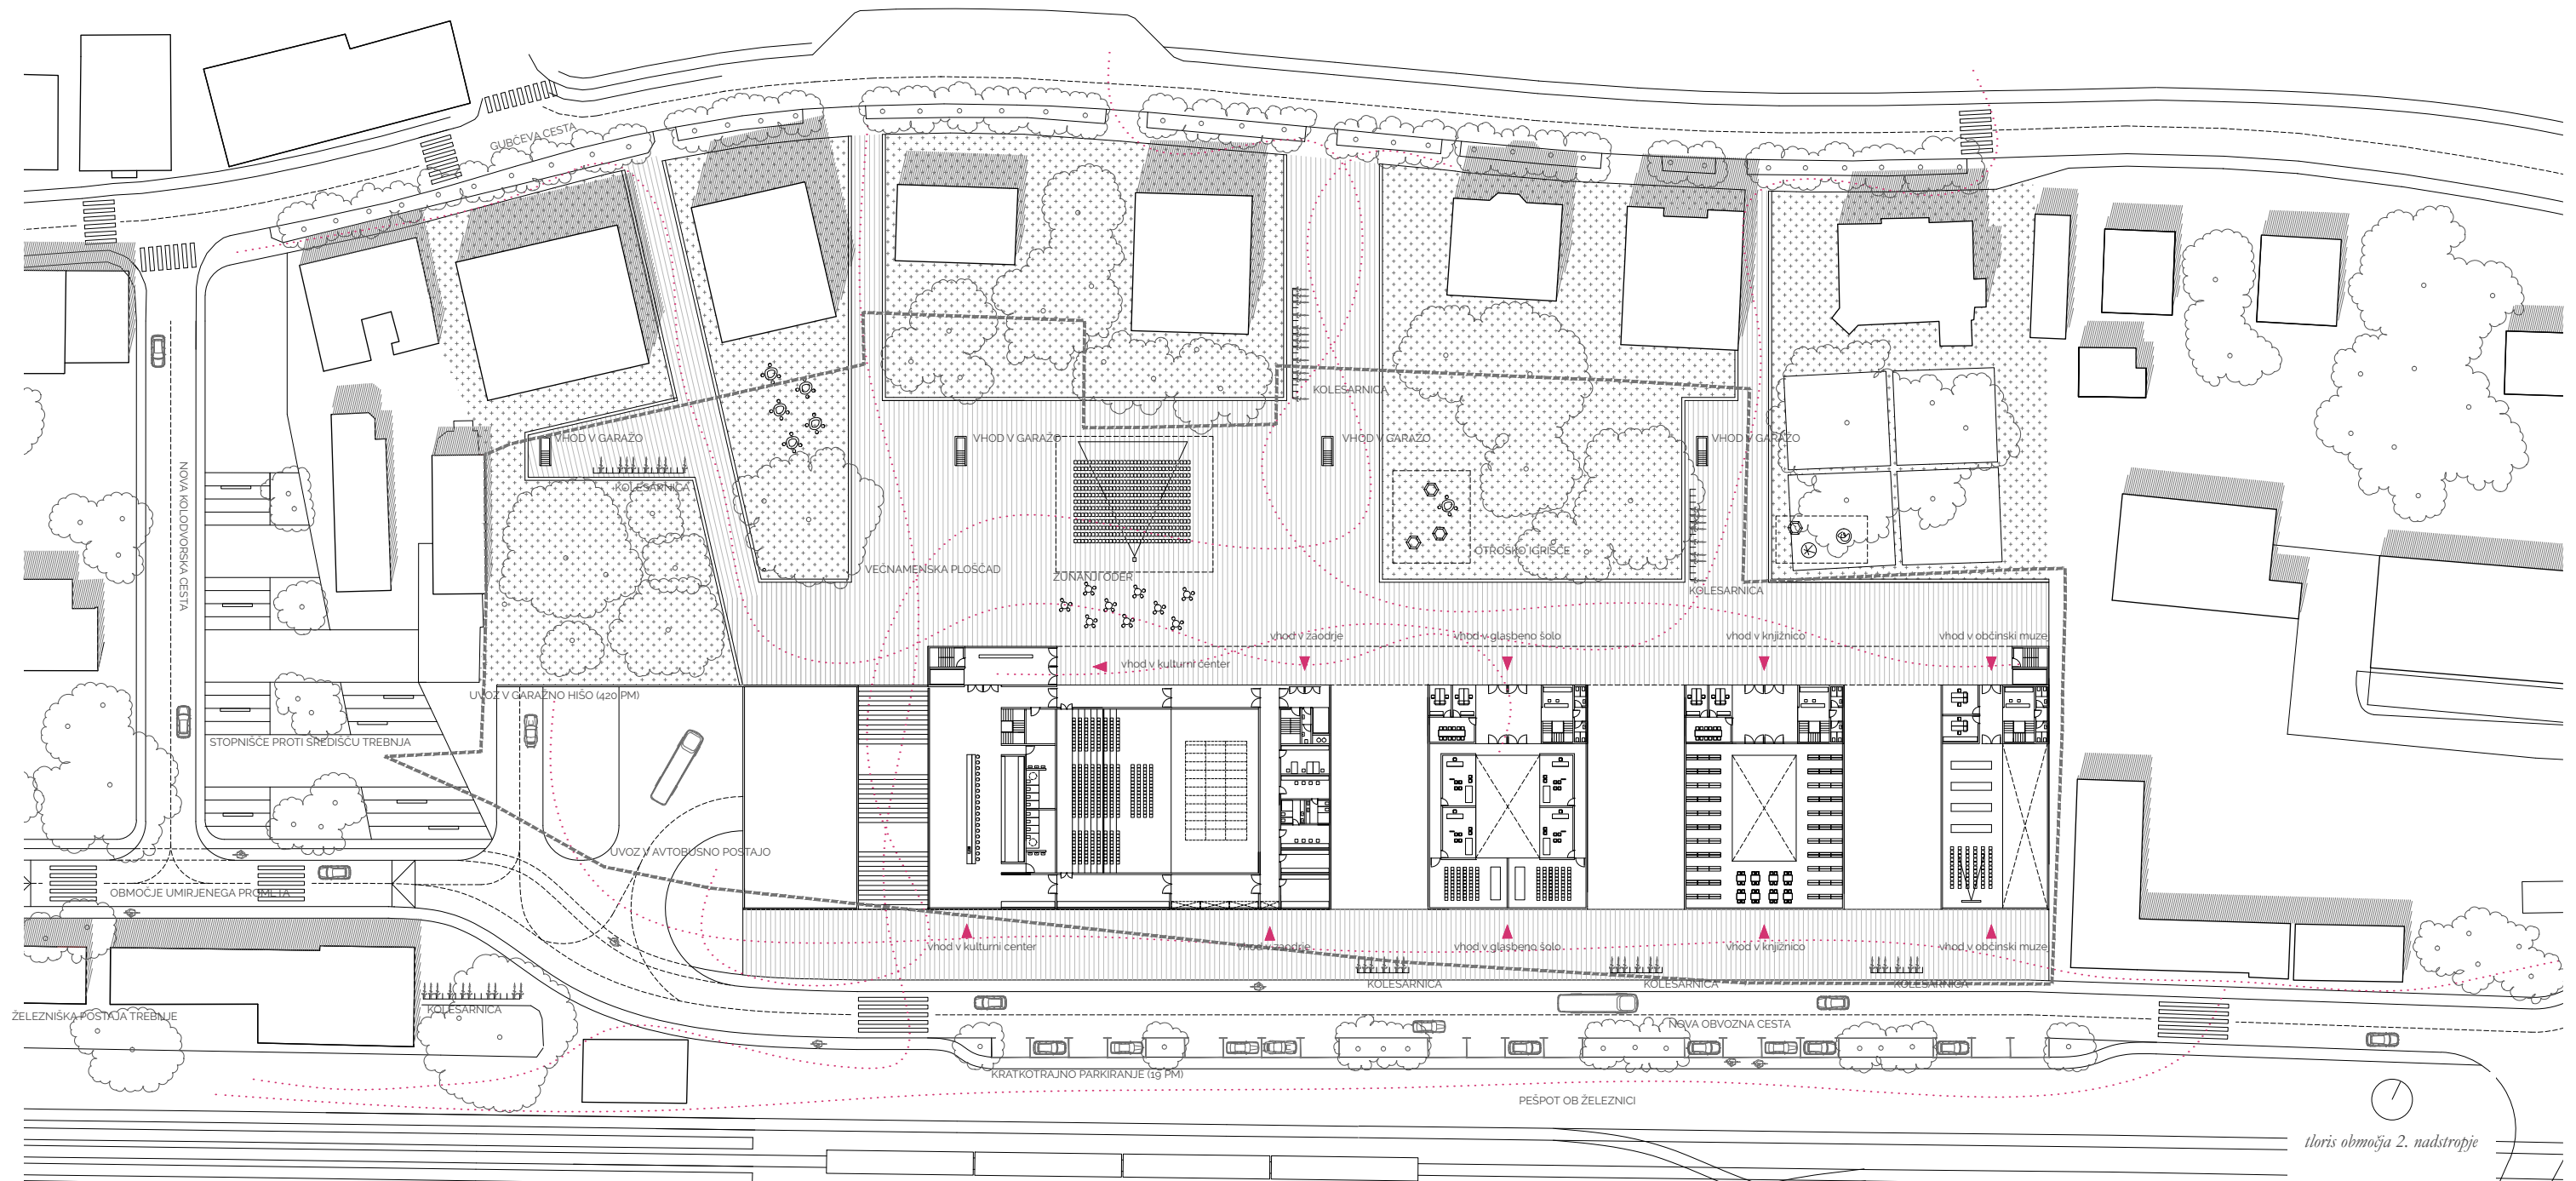 GUBČEVA CESTA
KOLESARNICA
VHOD V GARAŽO
VHOD V GARAŽO
VHOD V GARAŽO
VHOD V GARAŽO
KOLESARNICA
NOVA KOLODVORSKA CESTA
OTROŠKO IGRIŠČE
VEČNAMENSKA PLOŠČAD
ZUNANJI ODER
KOLESARNICA
vhod v zaodrje
vhod v glasbeno šolo
vhod v knjižnico
vhod v občinski muzej
vhod v kulturni center
UVOZ V GARAŽNO HIŠO (420 PM)
STOPNIŠČE PROTI SREDIŠČU TREBNJA
UVOZ V AVTOBUSNO POSTAJO
OBMOČJE UMIRJENEGA PROMETA
vhod v kulturni center
vhod v zaodrje
vhod v glasbeno šolo
vhod v knjižnico
vhod v občinski muzej
KOLESARNICA
KOLESARNICA
KOLESARNICA
KOLESARNICA
ŽELEZNIŠKA POSTAJA TREBNJE
NOVA OBVOZNA CESTA
KRATKOTRAJNO PARKIRANJE (19 PM)
PEŠPOT OB ŽELEZNICI
tloris območja 2. nadstropje